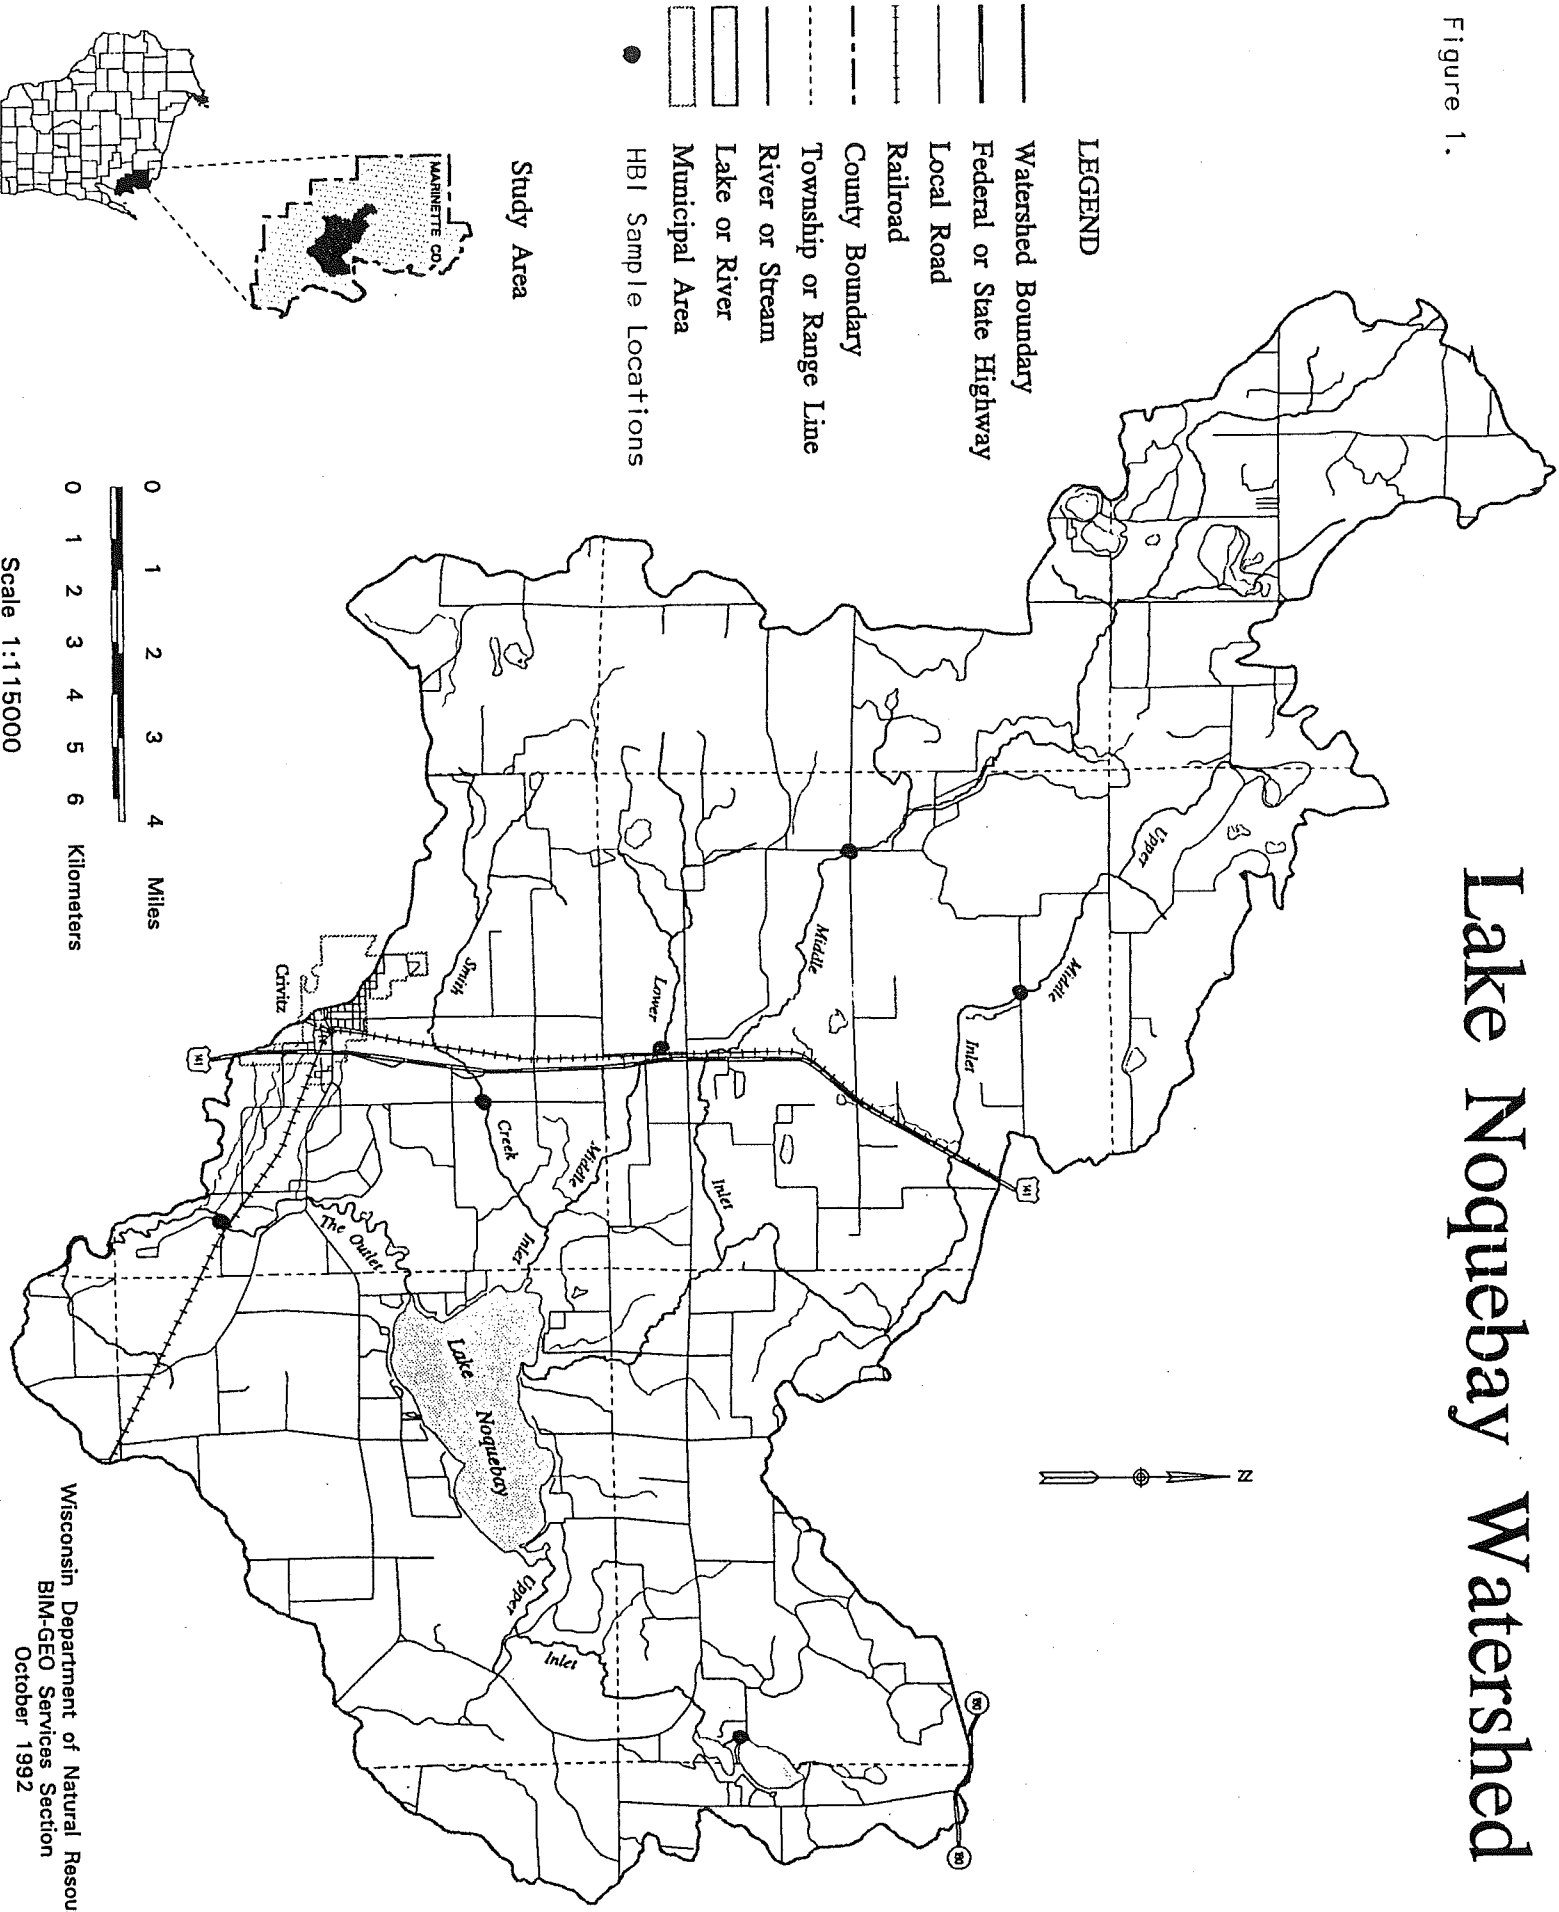 Figure 1.
Lake Noquebay Watershed
LEGEND
Watershed Boundary
Federal or State Highway
Local Road
Railroad
County Boundary
Township or Range Line
River or Stream
Lake or River
Municipal Area
HBI Sample Locations
Study Area
MARINETTE CO.
N
Upper
Middle
Inlet
141
Middle
Inlet
Lower
Middle
Inlet
Smith
Creek
Crivitz
141
The Outlet
Lake
Noquebay
Upper
Inlet
180
180
0 1 2 3 4 Miles
0 1 2 3 4 5 6 Kilometers
Scale 1:115000
Wisconsin Department of Natural Resou
BIM-GEO Services Section
October 1992